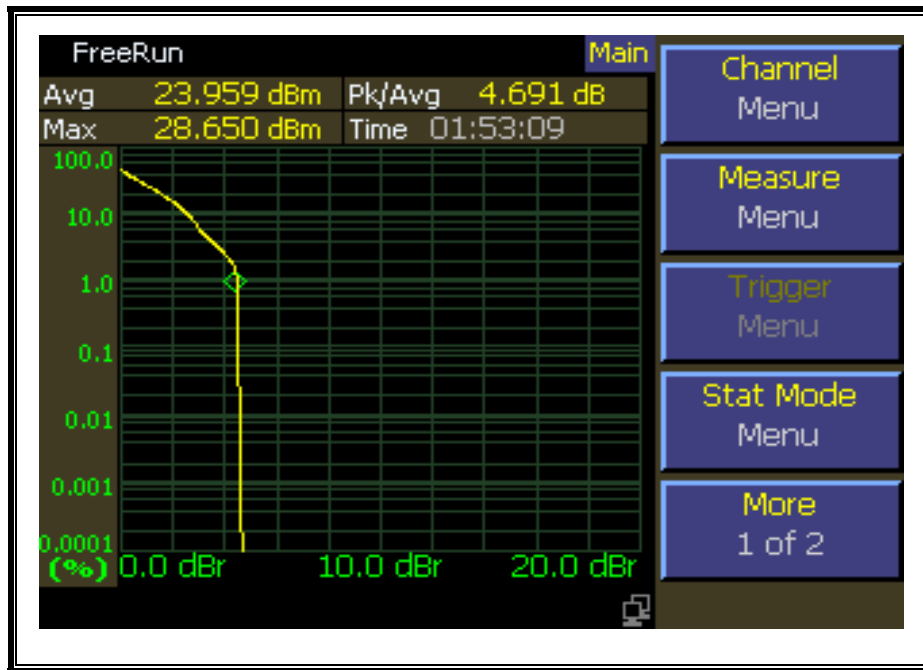 FreeRun Main
Avg 23.959 dBm Pk/Avg 4.691 dB
Max 28.650 dBm Time 01:53:09
100.0
10.0
1.0
0.1
0.01
0.001
0.0001
(%) 0.0 dBr 10.0 dBr 20.0 dBr
Channel
Menu
Measure
Menu
Trigger
Menu
Stat Mode
Menu
More
1 of 2